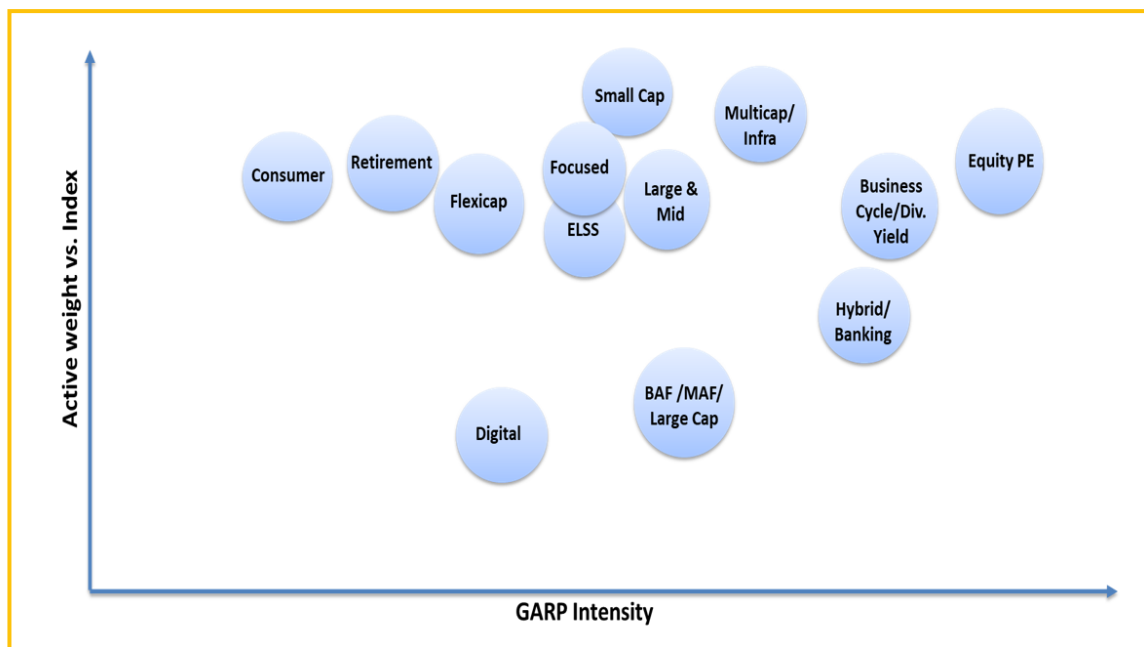 Active weight vs. Index
Small Cap
Multicap/
Infra
Consumer
Retirement
Flexicap
Focused
ELSS
Large &
Mid
Business
Cycle/Div.
Yield
Equity PE
Hybrid/
Banking
BAF /MAF/
Large Cap
Digital
GARP Intensity